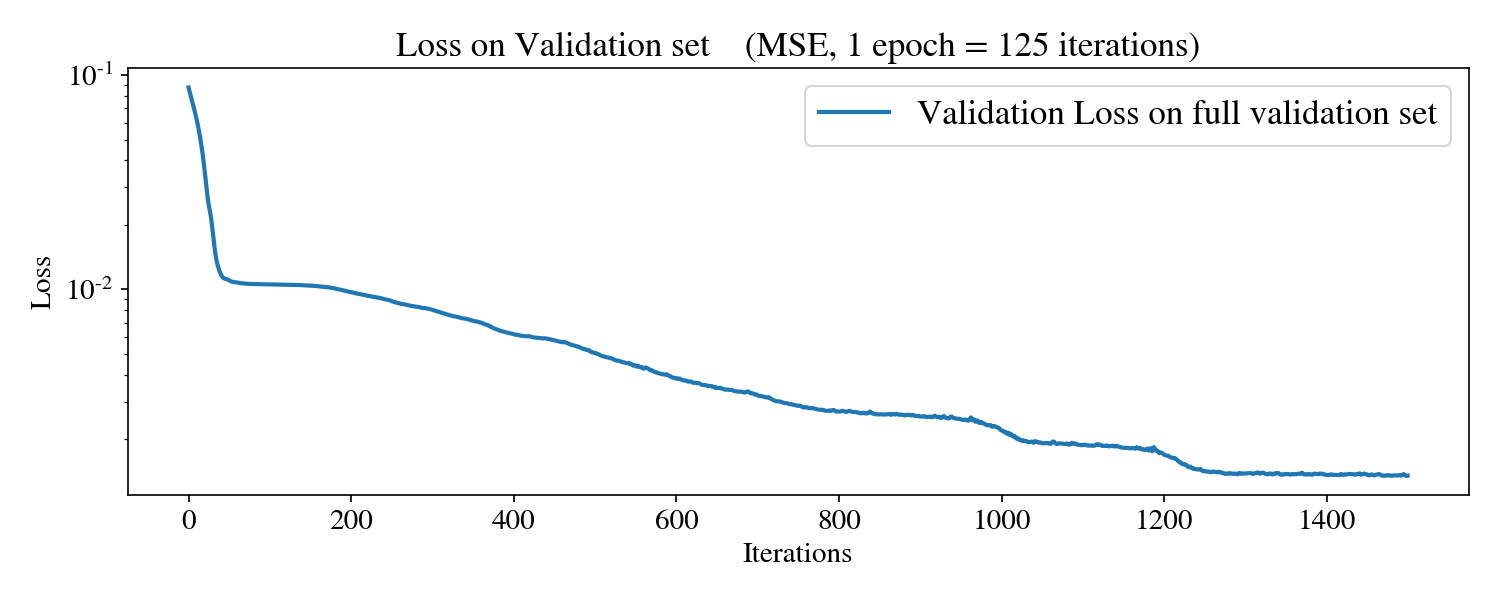 Loss on Validation set (MSE, 1 epoch = 125 iterations)
Validation Loss on full validation set
10⁻¹
10⁻²
Loss
0 200 400 600 800 1000 1200 1400
Iterations